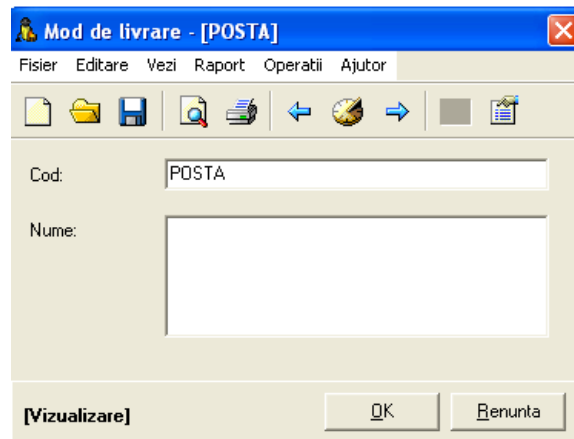 Mod de livrare - [POSTA]
Fisier Editare Vezi Raport Operatii Ajutor
Cod: POSTA
Nume:
[Vizualizare] OK Renunta